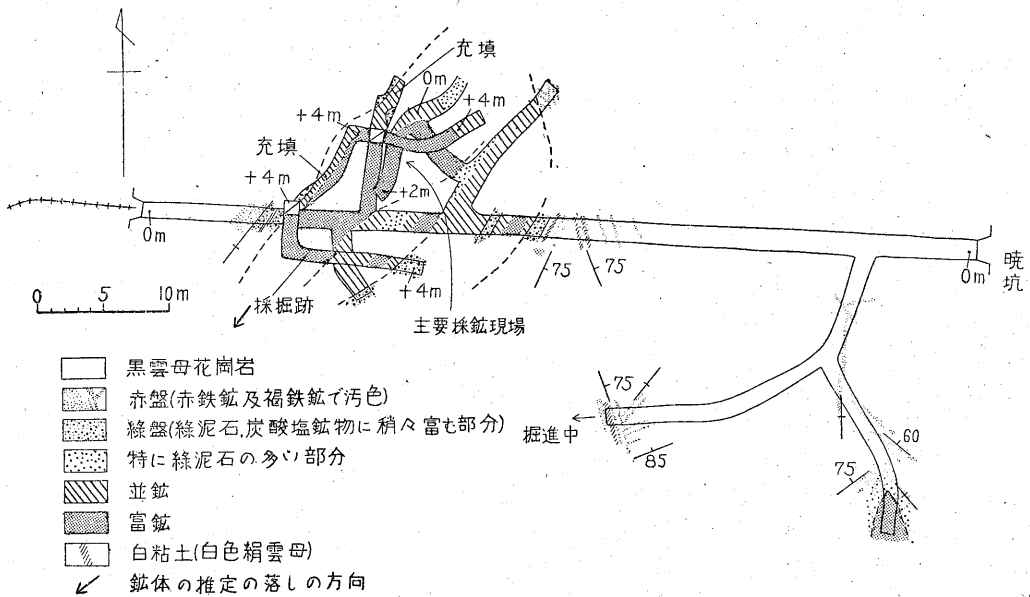 充填
0m
+4m
+4m
充填
+4m
+2m
0m
75
75
0m
暁坑
0 5 10m
採掘跡
+4m
主要採鉱現場
黒雲母花崗岩
赤盤(赤鉄鉱及褐鉄鉱で汚色)
緑盤(緑泥石,炭酸塩鉱物に稍々富む部分)
特に緑泥石の多い部分
並鉱
富鉱
白粘土(白色絹雲母)
鉱体の推定の落しの方向
75
掘進中
85
60
75